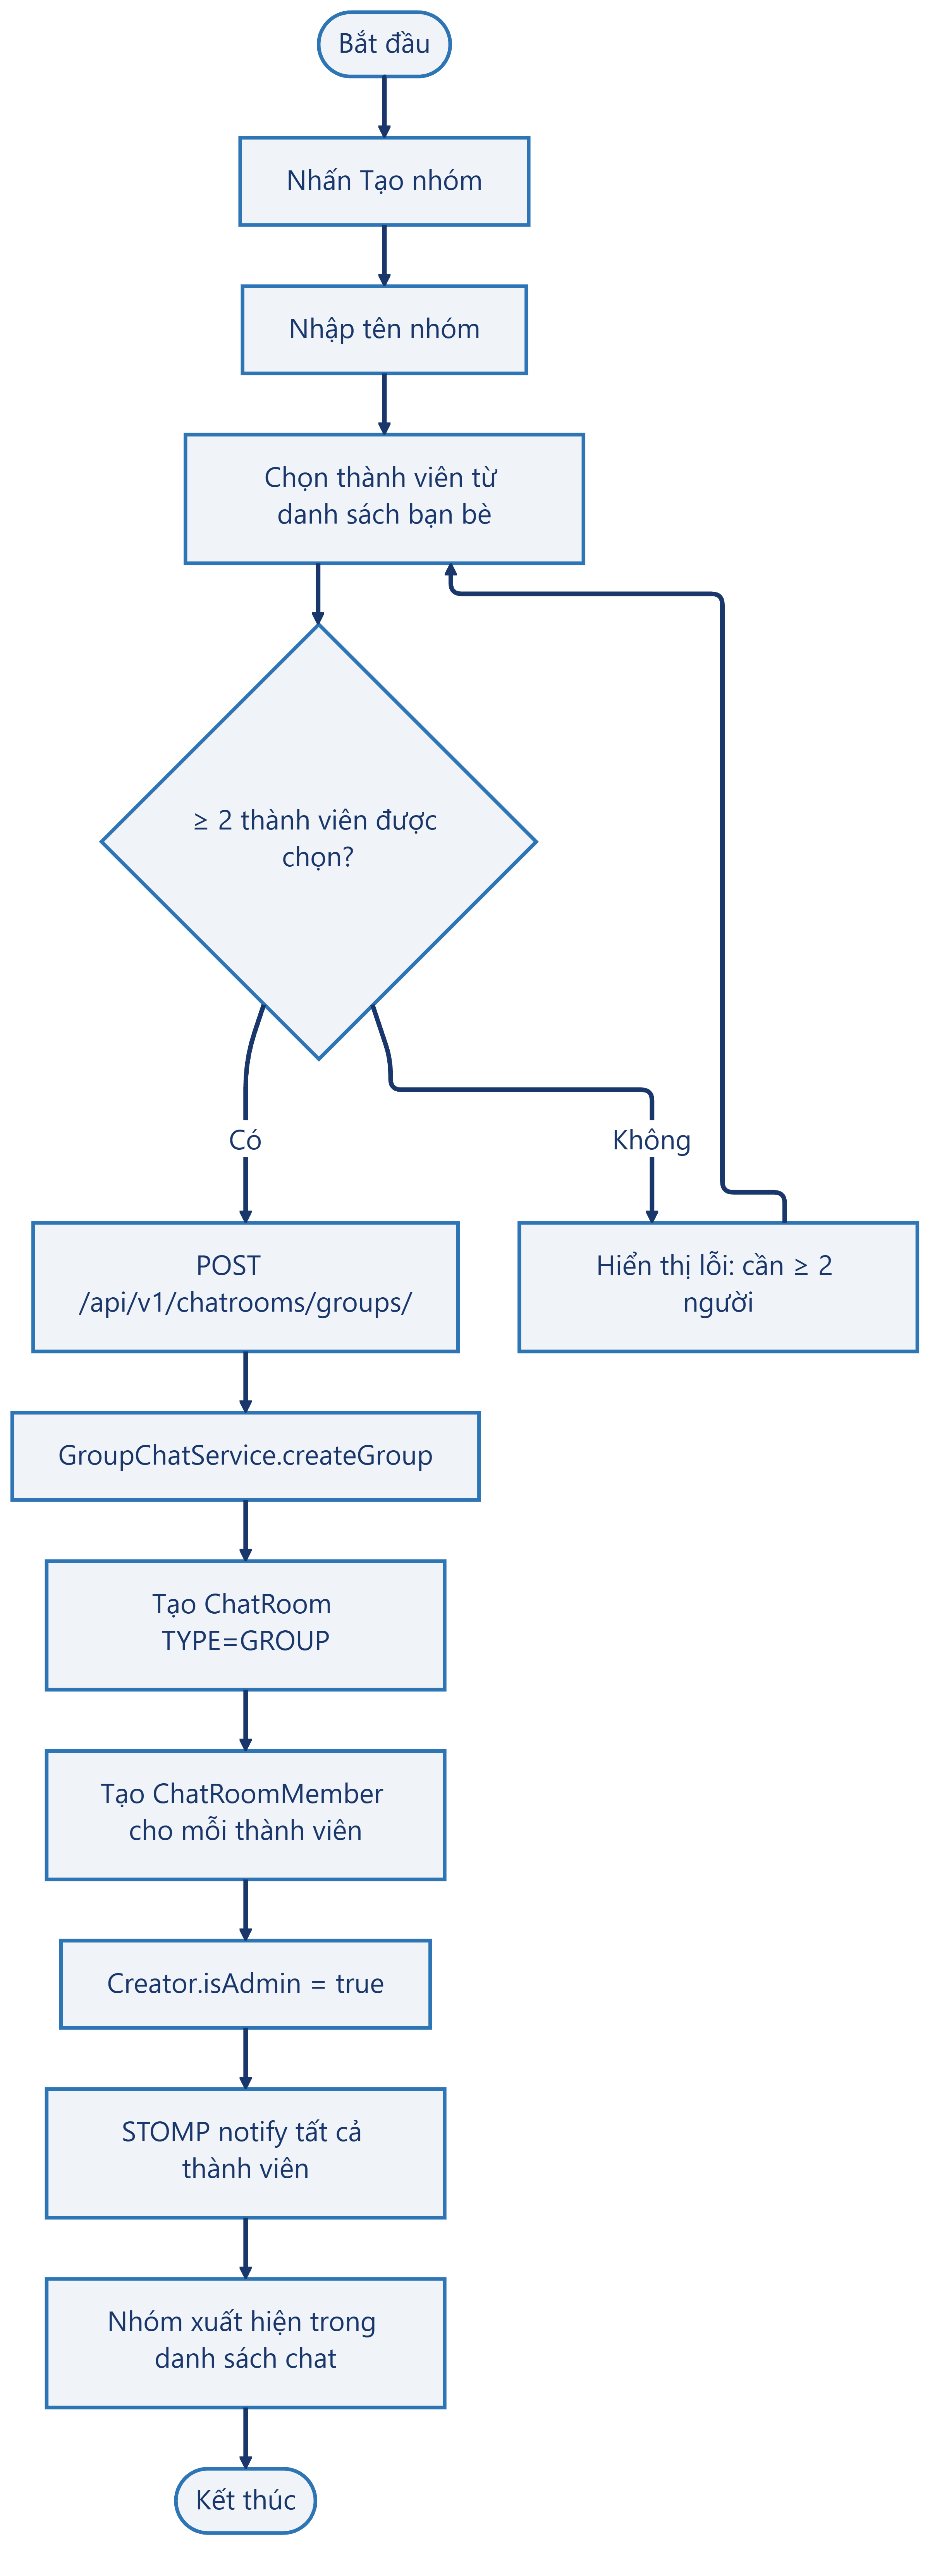 Bắt đầu
Nhấn Tạo nhóm
Nhập tên nhóm
Chọn thành viên từ
danh sách bạn bè
≥ 2 thành viên được
chọn?
Có
Không
POST
/api/v1/chatrooms/groups/
Hiển thị lỗi: cần ≥ 2
người
GroupChatService.createGroup
Tạo ChatRoom
TYPE=GROUP
Tạo ChatRoomMember
cho mỗi thành viên
Creator.isAdmin = true
STOMP notify tất cả
thành viên
Nhóm xuất hiện trong
danh sách chat
Kết thúc